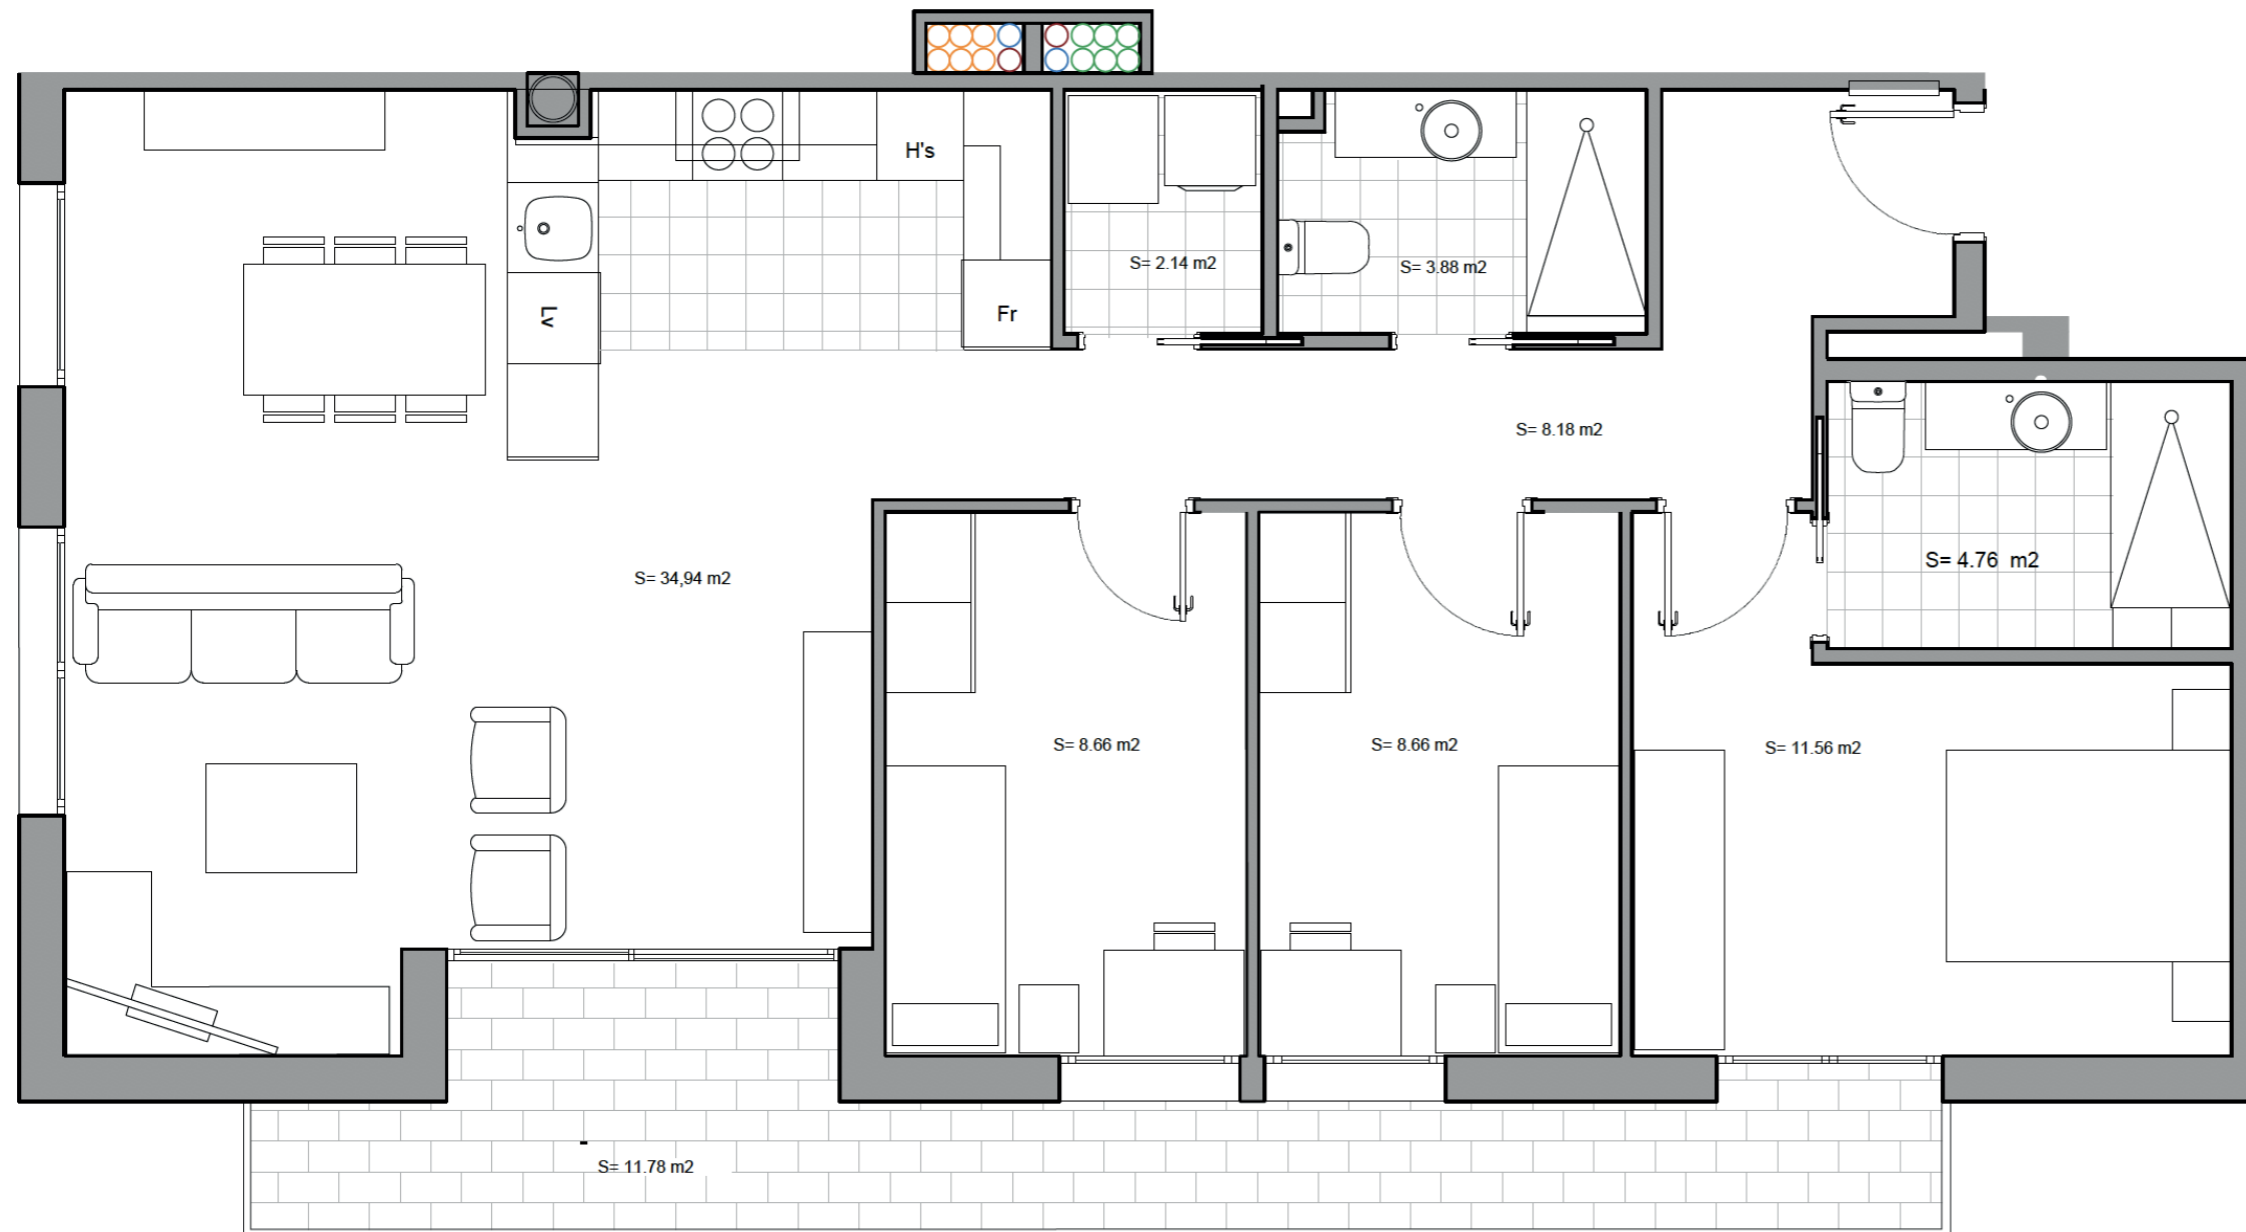 H's
S= 2.14 m2
S= 3.88 m2
Lv
Fr
S= 8.18 m2
S= 4.76 m2
S= 34,94 m2
S= 8.66 m2
S= 8.66 m2
S= 11.56 m2
S= 11.78 m2